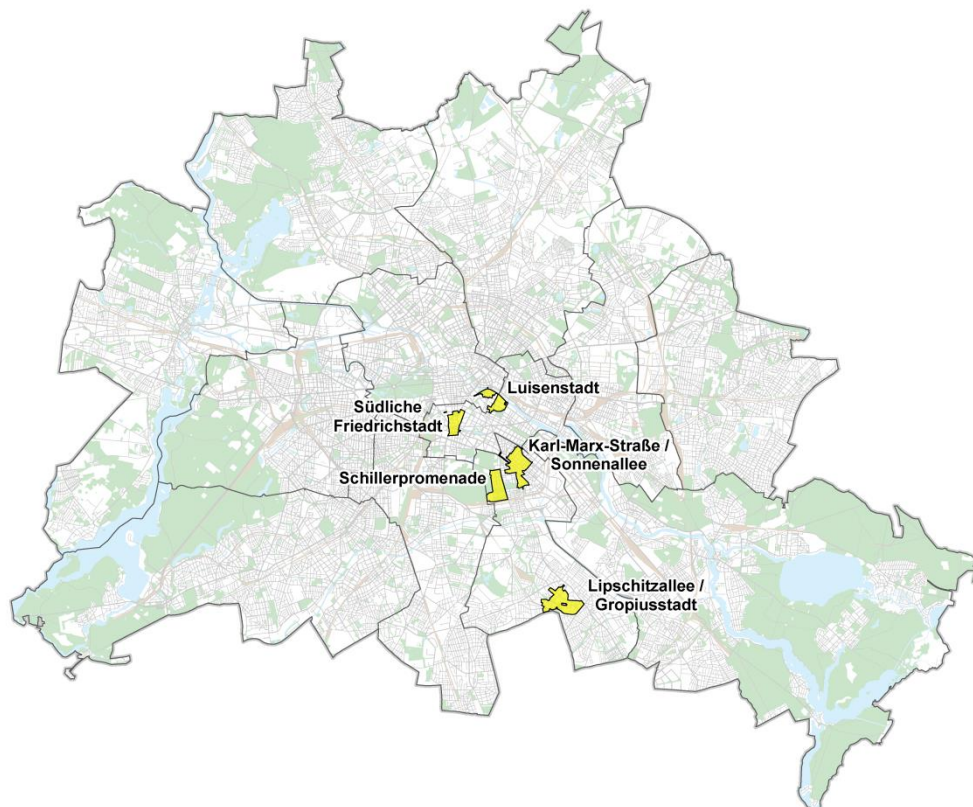 Luisenstadt
Südliche
Friedrichstadt
Karl-Marx-Straße /
Sonnenallee
Schillerpromenade
Lipschitzallee /
Gropiusstadt